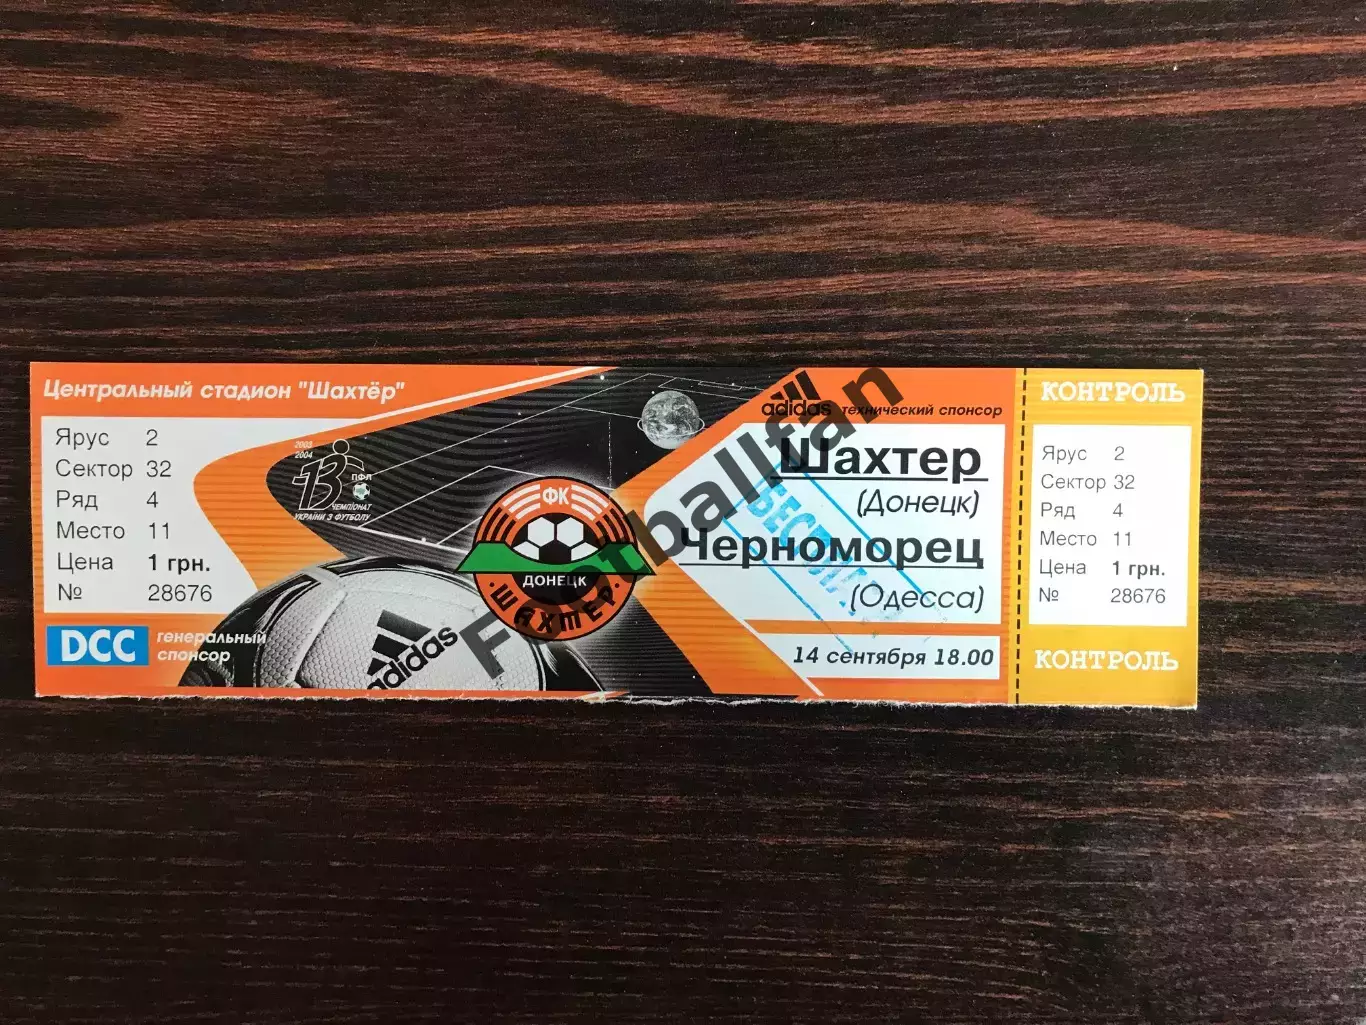 Центральный стадион "Шахтёр"
Ярус 2
Сектор 32
Ряд 4
Место 11
Цена 1 грн.
№ 28676
DCC генеральный
спонсор
2003
2004
13 ПФЛ
ЧЕМПІОНАТ
УКРАЇНИ З ФУТБОЛУ
adidas
ФК
ДОНЕЦК
ШАХТЕР
Footballfan
adidas технический спонсор
Шахтер
(Донецк)
Черноморец
(Одесса)
14 сентября 18.00
КОНТРОЛЬ
Ярус 2
Сектор 32
Ряд 4
Место 11
Цена 1 грн.
№ 28676
КОНТРОЛЬ